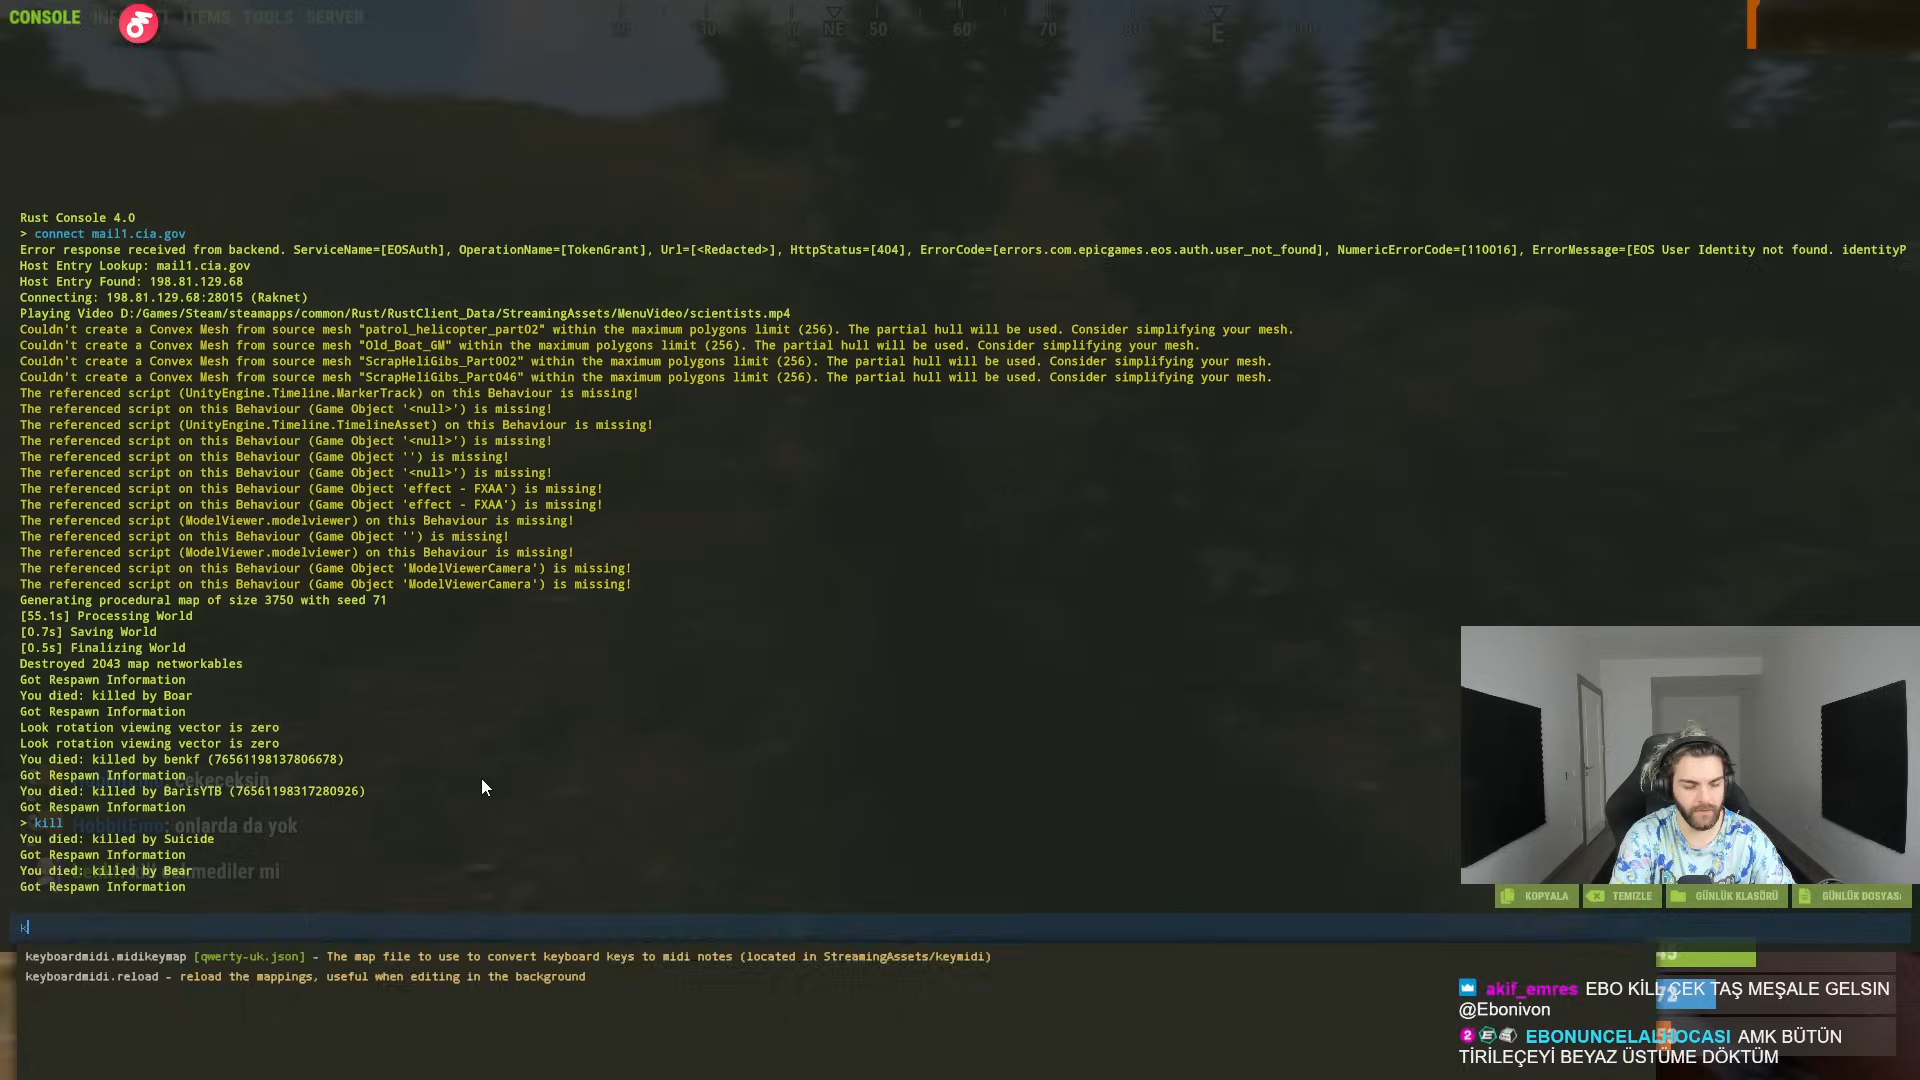 CONSOLE ITEMS TOOLS SERVER
NE 50 60 70 E
Rust Console 4.0
> connect mail1.cia.gov
Error response received from backend. ServiceName=[EOSAuth], OperationName=[TokenGrant], Url=[<Redacted>], HttpStatus=[404], ErrorCode=[errors.com.epicgames.eos.auth.user_not_found], NumericErrorCode=[110016], ErrorMessage=[EOS User Identity not found. identityP
Host Entry Lookup: mail1.cia.gov
Host Entry Found: 198.81.129.68
Connecting: 198.81.129.68:28015 (Raknet)
Playing Video D:/Games/Steam/steamapps/common/Rust/RustClient_Data/StreamingAssets/MenuVideo/scientists.mp4
Couldn't create a Convex Mesh from source mesh "patrol_helicopter_part02" within the maximum polygons limit (256). The partial hull will be used. Consider simplifying your mesh.
Couldn't create a Convex Mesh from source mesh "Old_Boat_GM" within the maximum polygons limit (256). The partial hull will be used. Consider simplifying your mesh.
Couldn't create a Convex Mesh from source mesh "ScrapHeliGibs_Part002" within the maximum polygons limit (256). The partial hull will be used. Consider simplifying your mesh.
Couldn't create a Convex Mesh from source mesh "ScrapHeliGibs_Part046" within the maximum polygons limit (256). The partial hull will be used. Consider simplifying your mesh.
The referenced script (UnityEngine.Timeline.MarkerTrack) on this Behaviour is missing!
The referenced script on this Behaviour (Game Object '<null>') is missing!
The referenced script (UnityEngine.Timeline.TimelineAsset) on this Behaviour is missing!
The referenced script on this Behaviour (Game Object '<null>') is missing!
The referenced script on this Behaviour (Game Object '') is missing!
The referenced script on this Behaviour (Game Object '<null>') is missing!
The referenced script on this Behaviour (Game Object 'effect - FXAA') is missing!
The referenced script on this Behaviour (Game Object 'effect - FXAA') is missing!
The referenced script (ModelViewer.modelviewer) on this Behaviour is missing!
The referenced script on this Behaviour (Game Object '') is missing!
The referenced script (ModelViewer.modelviewer) on this Behaviour is missing!
The referenced script on this Behaviour (Game Object 'ModelViewerCamera') is missing!
The referenced script on this Behaviour (Game Object 'ModelViewerCamera') is missing!
Generating procedural map of size 3750 with seed 71
[55.1s] Processing World
[0.7s] Saving World
[0.5s] Finalizing World
Destroyed 2043 map networkables
Got Respawn Information
You died: killed by Boar
Got Respawn Information
Look rotation viewing vector is zero
Look rotation viewing vector is zero
You died: killed by benkf (76561198137806678)
Got Respawn Information
çekeceksin
You died: killed by BarisYTB (76561198317280926)
Got Respawn Information
> kill
HobbitEmo: onlarda da yok
You died: killed by Suicide
Got Respawn Information
You died: killed by Bear
mi
Got Respawn Information
KOPYALA TEMIZLE GÜNLÜK KLASÖRÜ GÜNLÜK DOSYASI
k
keyboardmidi.midikeymap [qwerty-uk.json] - The map file to use to convert keyboard keys to midi notes (located in StreamingAssets/keymidi)
keyboardmidi.reload - reload the mappings, useful when editing in the background
45
72
akif_emres EBO KİLL ÇEK TAŞ MEŞALE GELSIN
@Ebonivon
2 EBONUNCELALHOCASI AMK BÜTÜN
TİRİLEÇEYİ BEYAZ ÜSTÜME DÖKTÜM